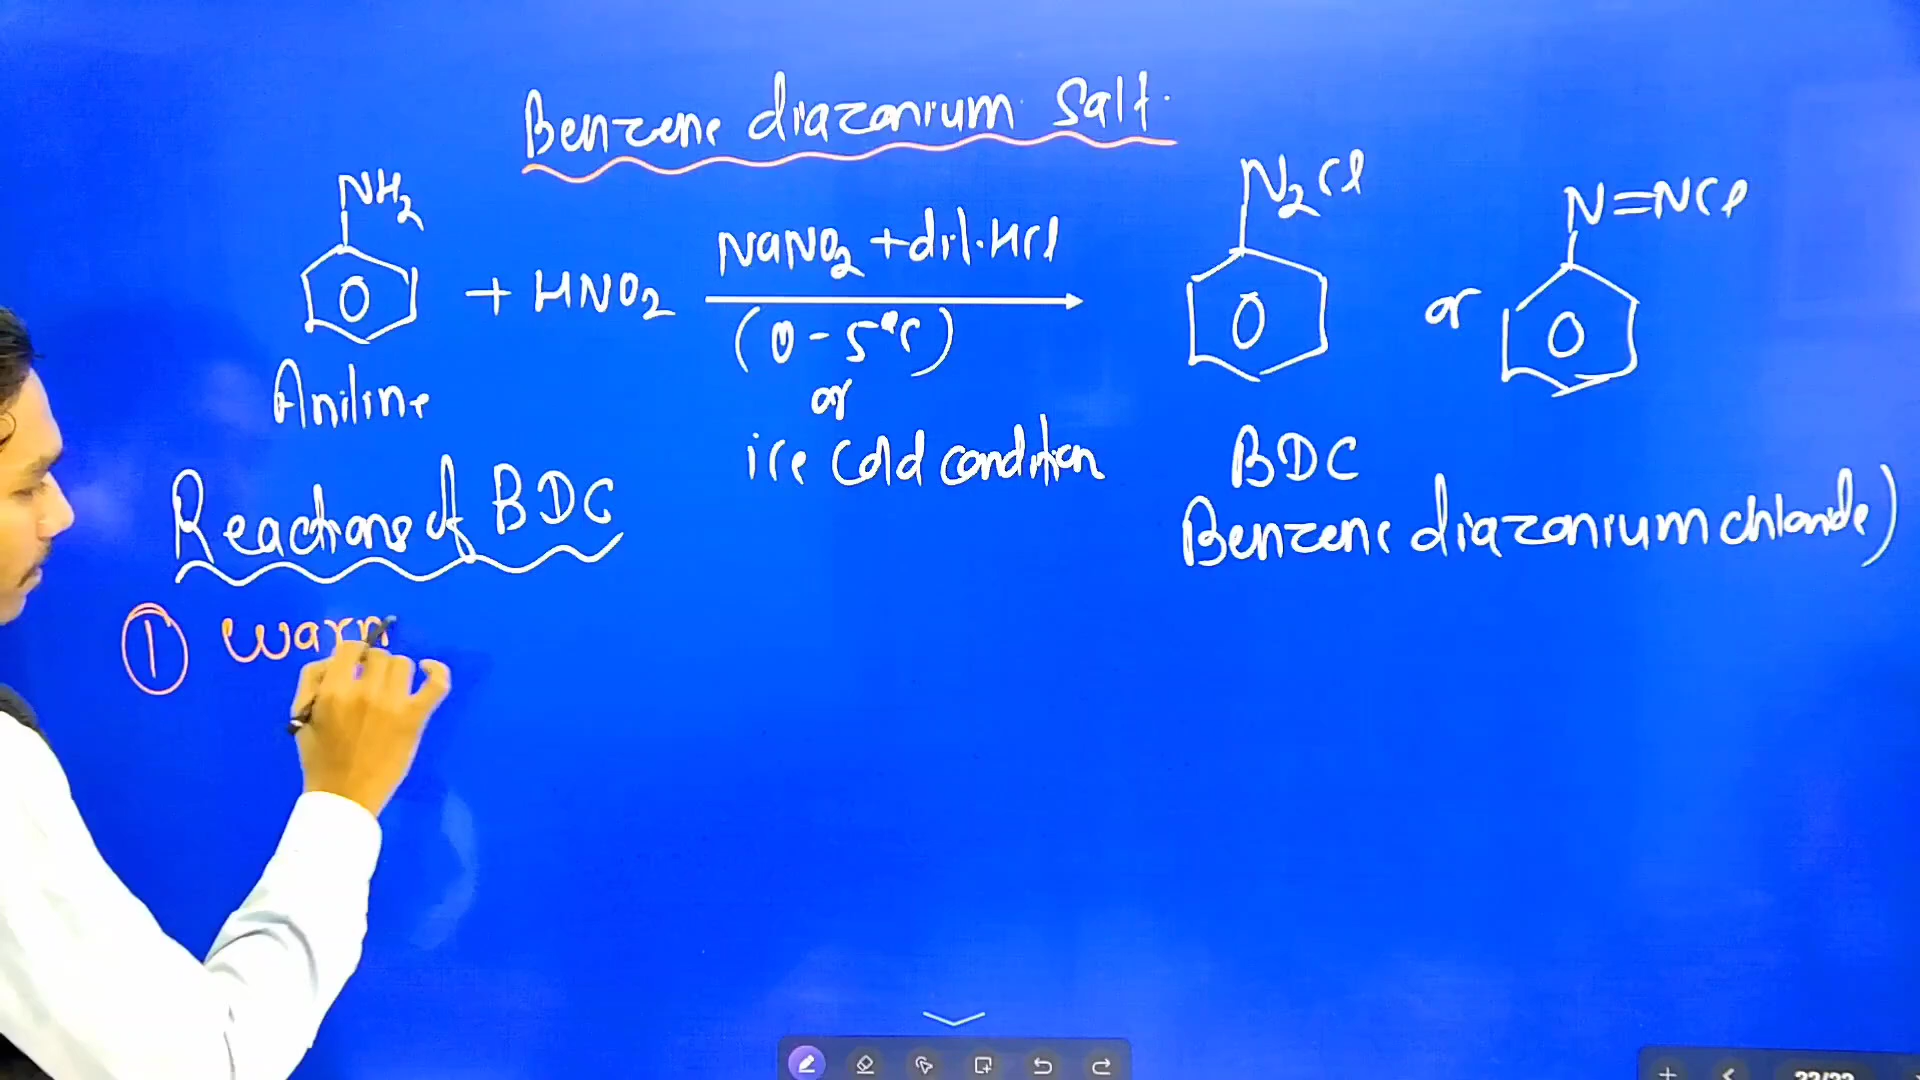 Benzene diazonium Salt.
NH2
+ HNO2
NaNO2 + dil. HCl
(0-5°C)
or
ice Cold condition
Aniline
N2Cl
or
N=NCl
BDC
Benzene diazonium chloride)
Reactions of BDC
① Warm